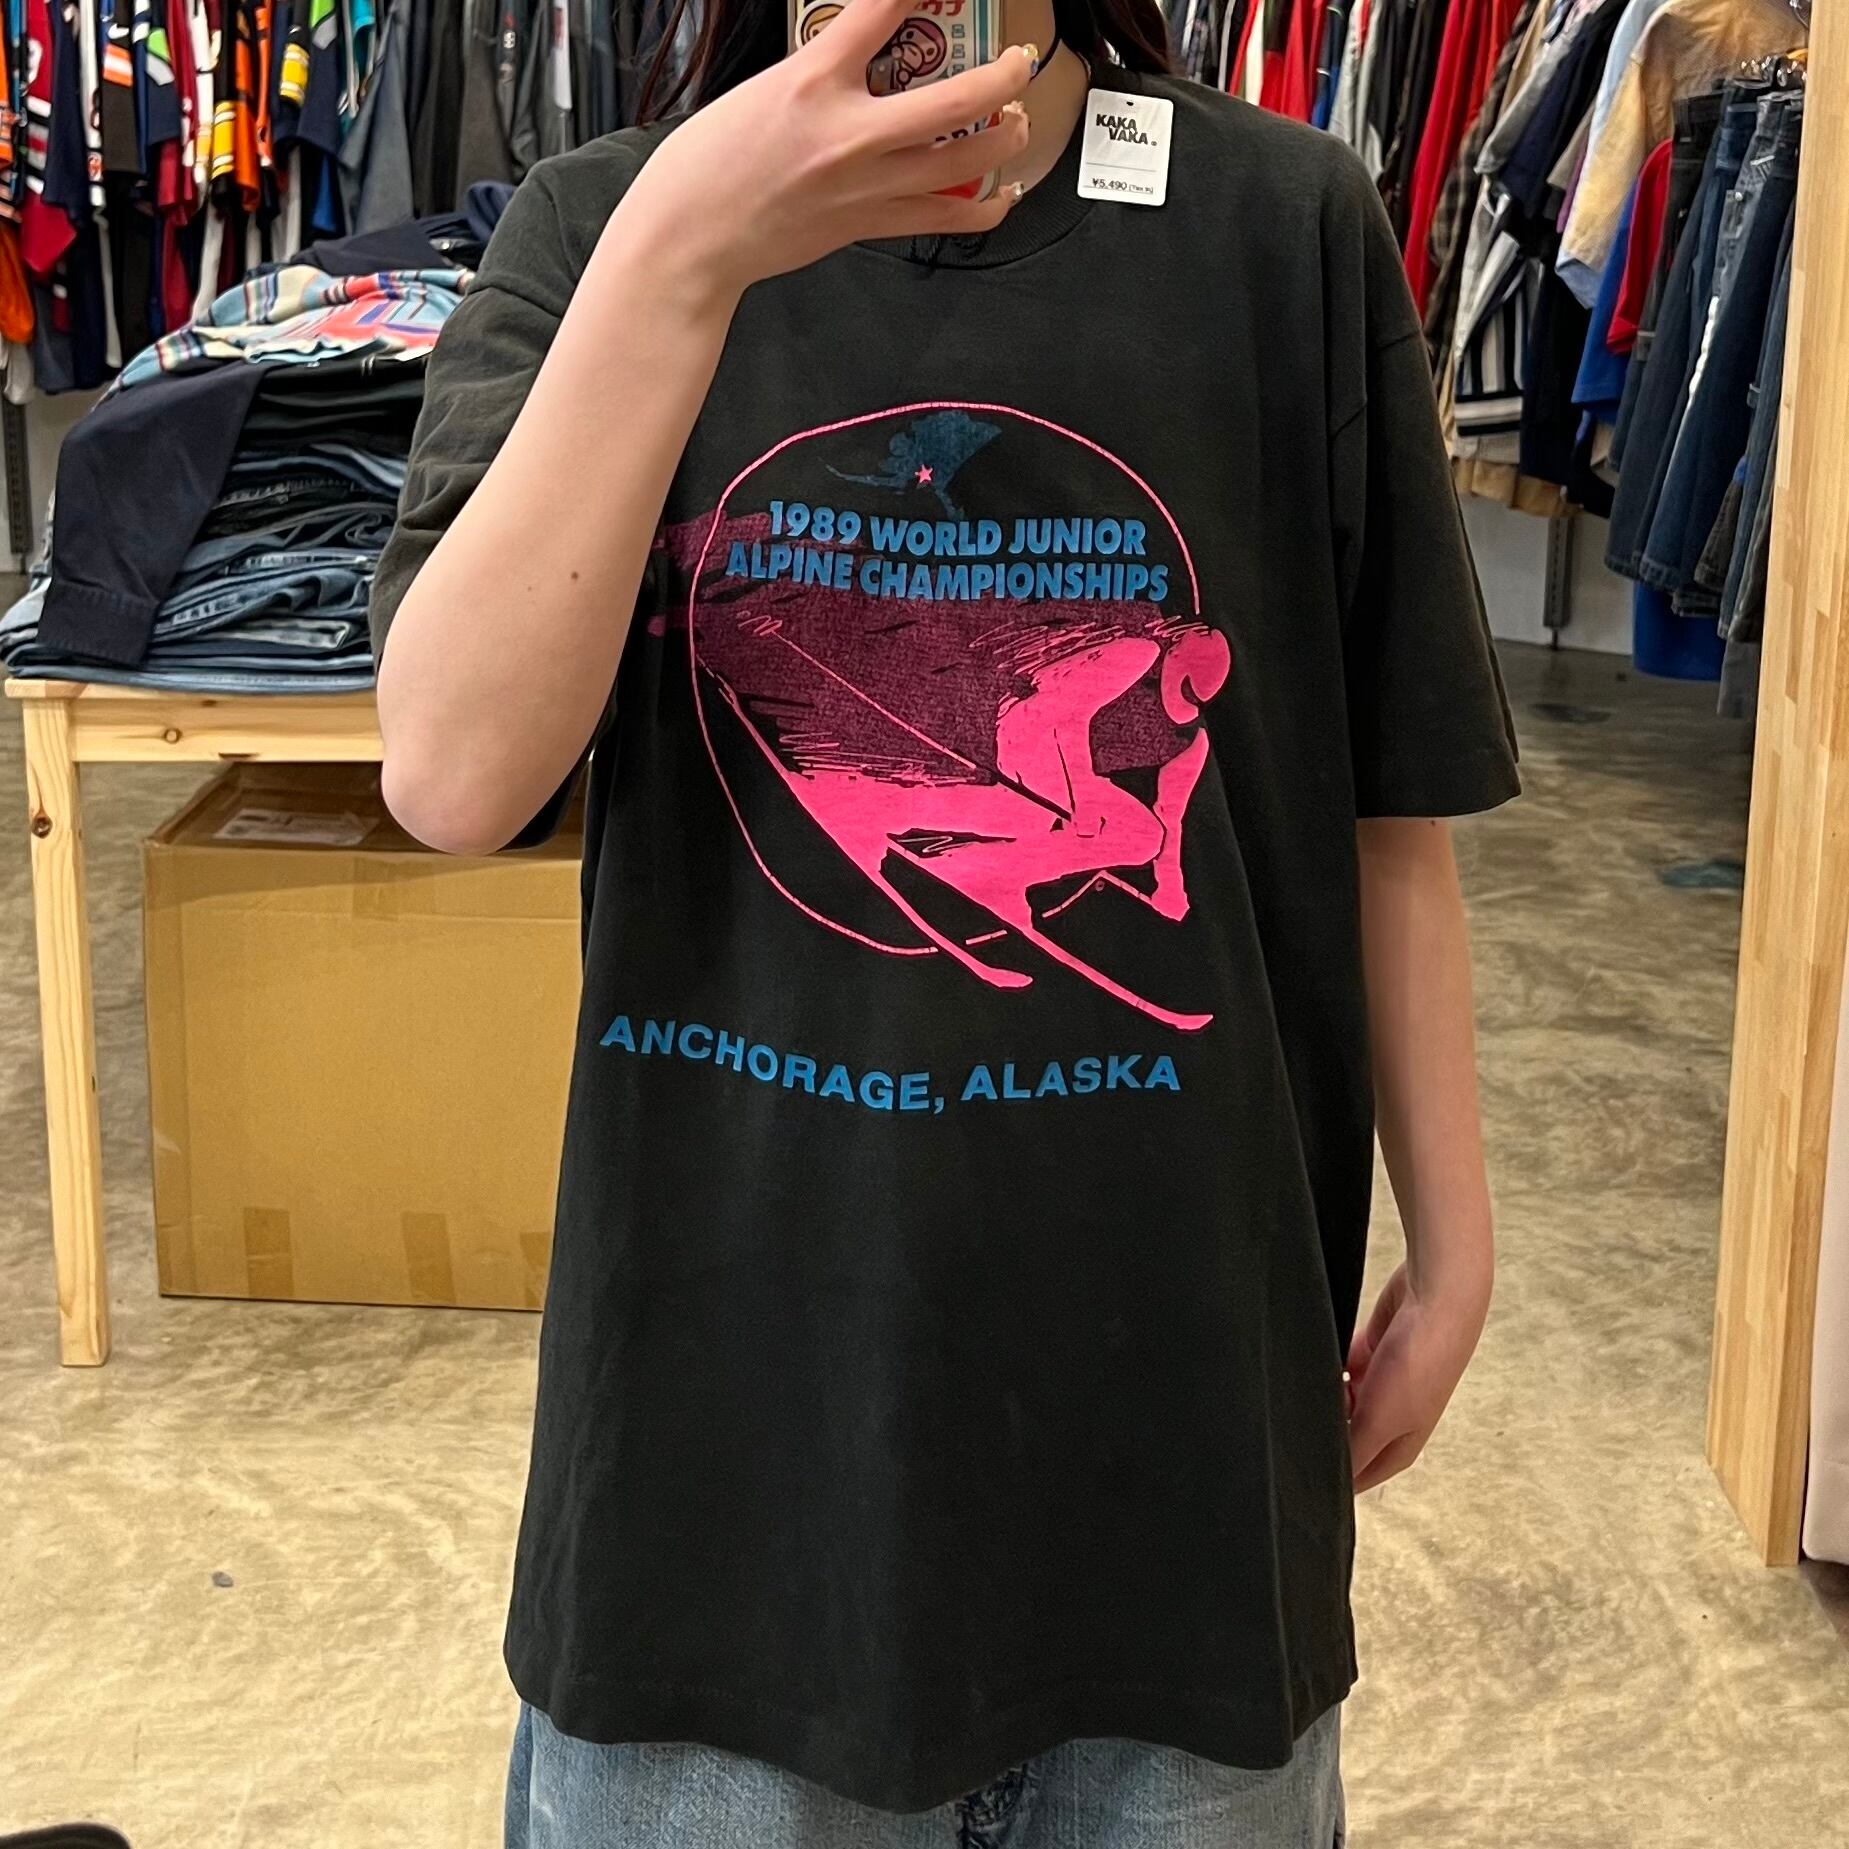 KAKA
VAKA
¥5,490
1989 WORLD JUNIOR
ALPINE CHAMPIONSHIPS
ANCHORAGE, ALASKA